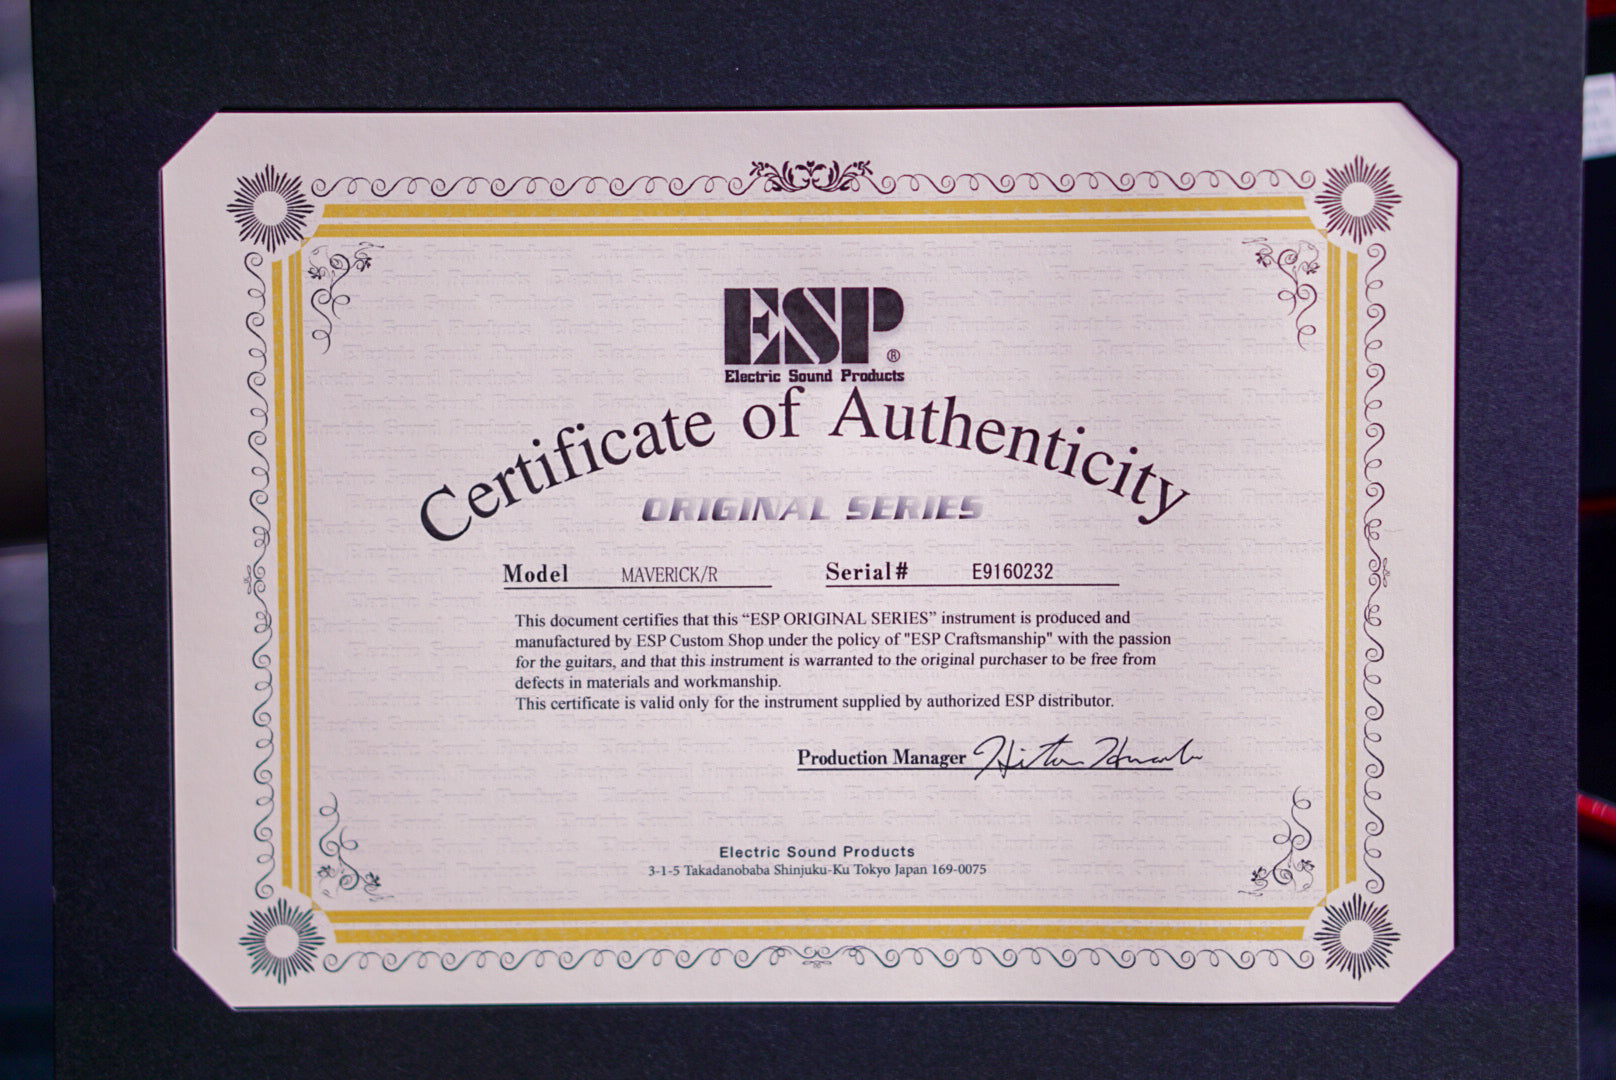 ESP®
Electric Sound Products
Certificate of Authenticity
ORIGINAL SERIES
Model MAVERICK/R Serial# E9160232
This document certifies that this “ESP ORIGINAL SERIES” instrument is produced and
manufactured by ESP Custom Shop under the policy of "ESP Craftsmanship" with the passion
for the guitars, and that this instrument is warranted to the original purchaser to be free from
defects in materials and workmanship.
This certificate is valid only for the instrument supplied by authorized ESP distributor.
Production Manager
Electric Sound Products
3-1-5 Takadanobaba Shinjuku-Ku Tokyo Japan 169-0075